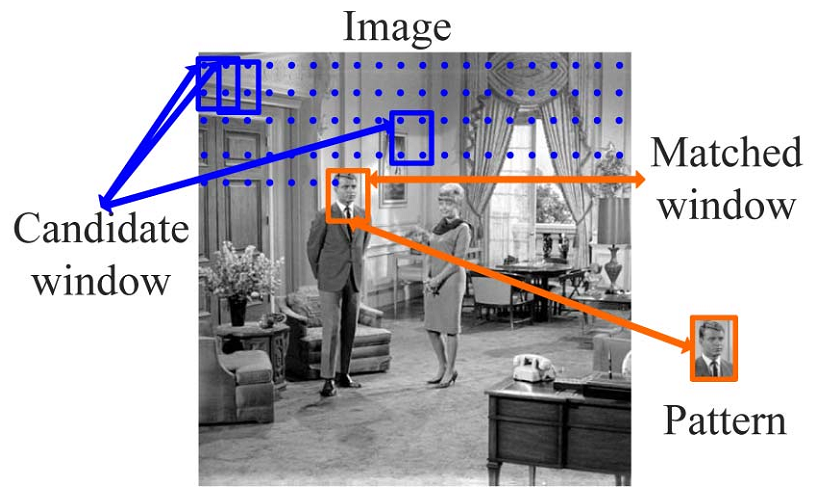 Image
Matched
window
Candidate
window
Pattern